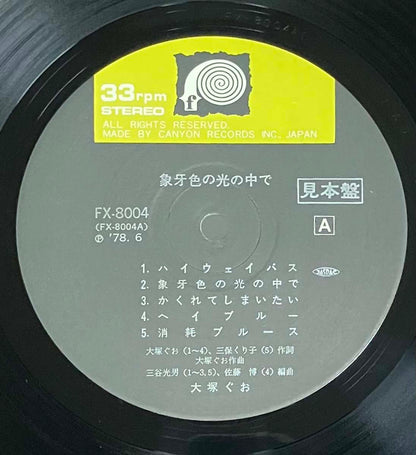 33rpm
STEREO
f
ALL RIGHTS RESERVED
MADE BY CANYON RECORDS INC., JAPAN
象牙色の光の中で
見本盤
FX-8004
(FX-8004A)
℗ '78. 6
A
1. ハイウェイバス
2. 象牙色の光の中で
3. かくれてしまいたい
4. ヘイブルー
5. 消耗ブルース
JASRAC
大塚ぐお (1〜4)、三保くり子 (5) 作詞
大塚ぐお作曲
三谷光男 (1〜3,5)、佐藤 博 (4) 編曲
大塚ぐお